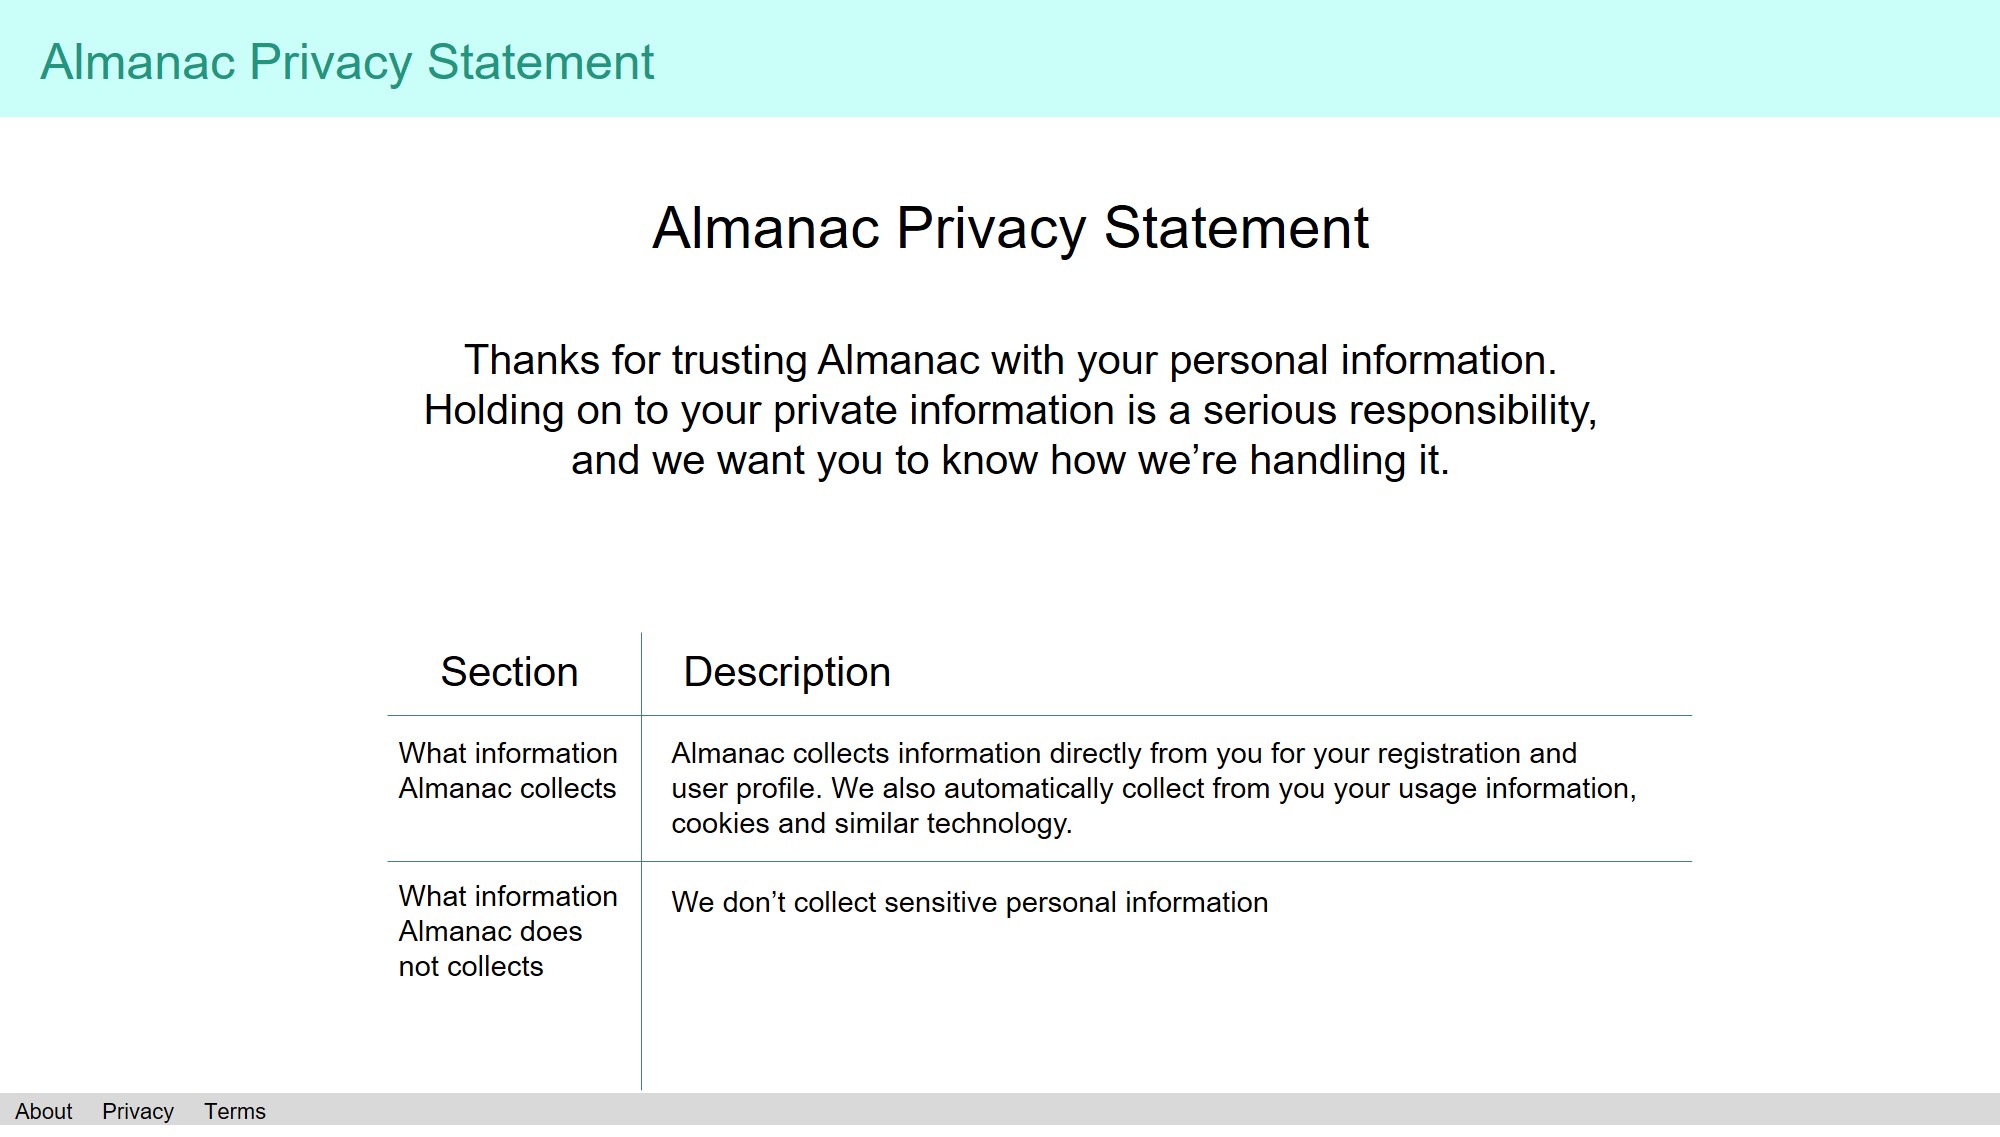 Almanac Privacy Statement
Almanac Privacy Statement
Thanks for trusting Almanac with your personal information.
Holding on to your private information is a serious responsibility,
and we want you to know how we’re handling it.
Section
Description
What information
Almanac collects
Almanac collects information directly from you for your registration and
user profile. We also automatically collect from you your usage information,
cookies and similar technology.
What information
Almanac does
not collects
We don’t collect sensitive personal information
About Privacy Terms